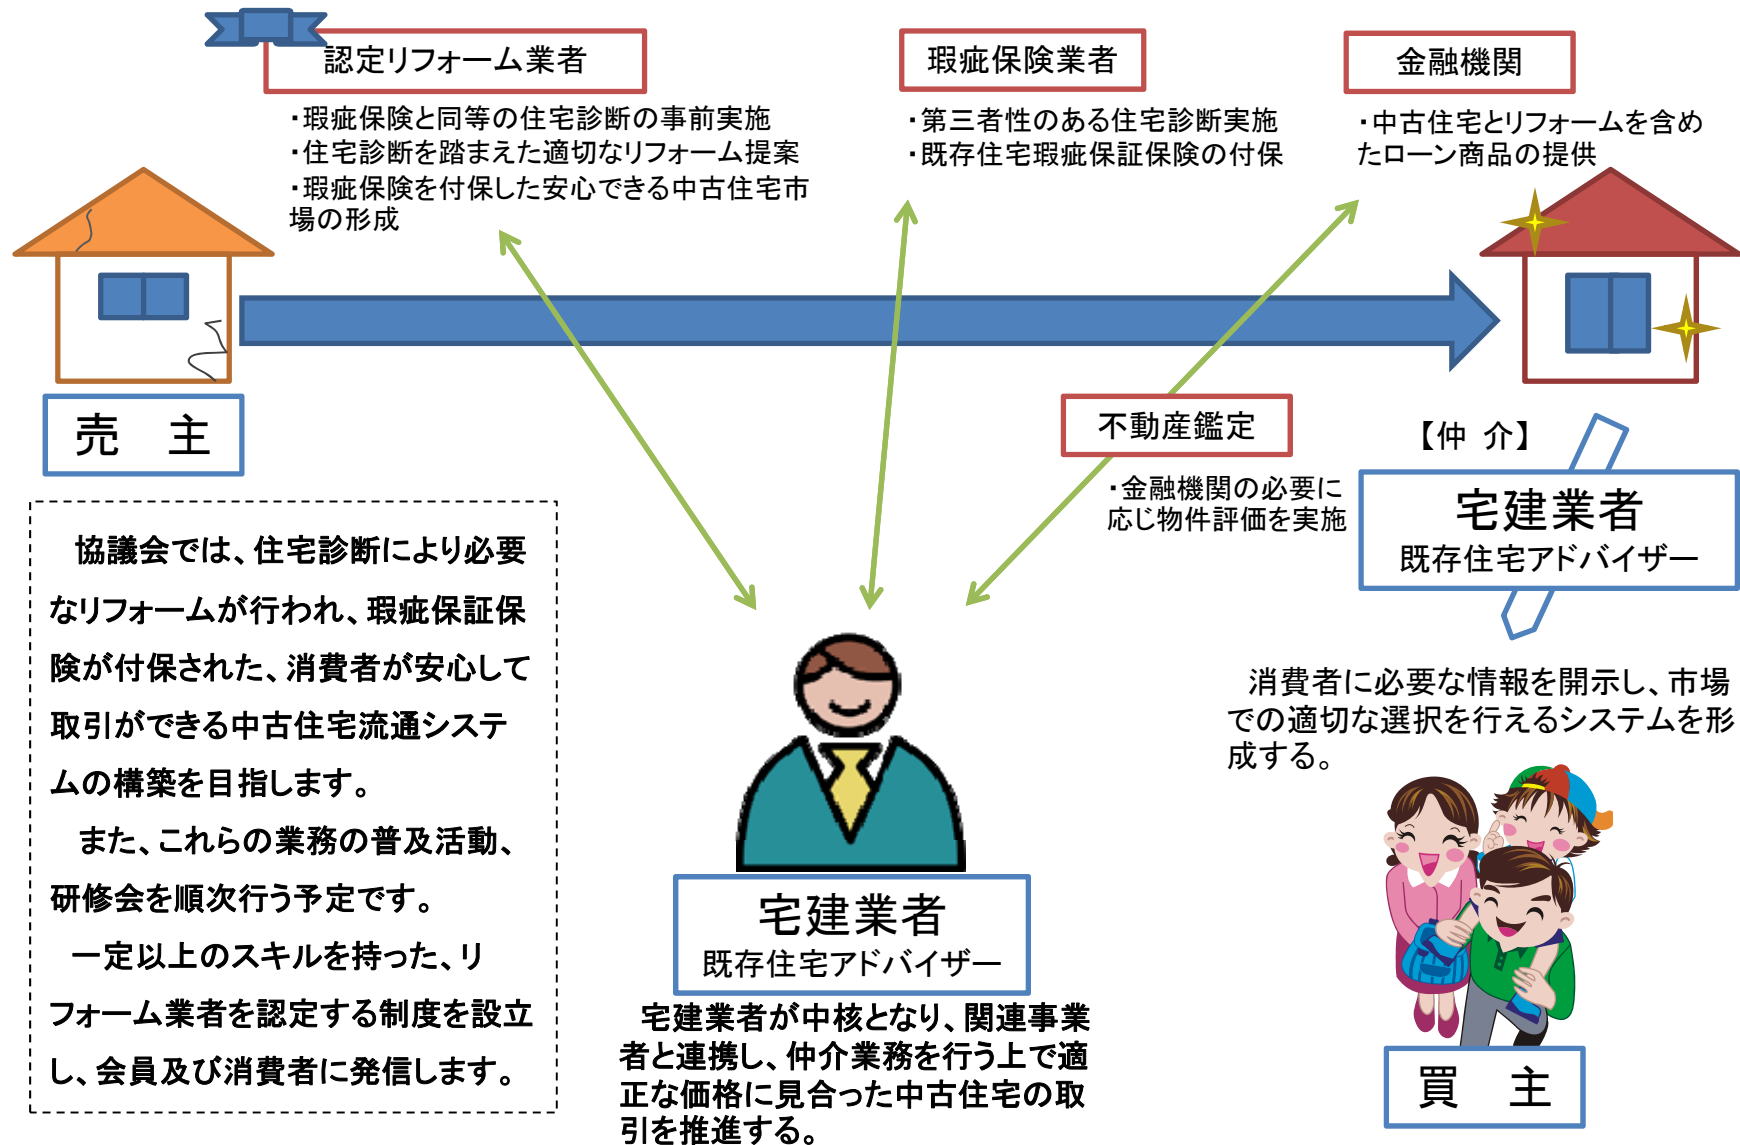 認定リフォーム業者
・瑕疵保険と同等の住宅診断の事前実施
・住宅診断を踏まえた適切なリフォーム提案
・瑕疵保険を付保した安心できる中古住宅市
場の形成
瑕疵保険業者
・第三者性のある住宅診断実施
・既存住宅瑕疵保証保険の付保
金融機関
・中古住宅とリフォームを含め
たローン商品の提供
売　主
不動産鑑定
・金融機関の必要に
応じ物件評価を実施
【仲 介】
宅建業者
既存住宅アドバイザー
協議会では、住宅診断により必要
なリフォームが行われ、瑕疵保証保
険が付保された、消費者が安心して
取引ができる中古住宅流通システ
ムの構築を目指します。
また、これらの業務の普及活動、
研修会を順次行う予定です。
一定以上のスキルを持った、リ
フォーム業者を認定する制度を設立
し、会員及び消費者に発信します。
宅建業者
既存住宅アドバイザー
宅建業者が中核となり、関連事業
者と連携し、仲介業務を行う上で適
正な価格に見合った中古住宅の取
引を推進する。
消費者に必要な情報を開示し、市場
での適切な選択を行えるシステムを形
成する。
買　主